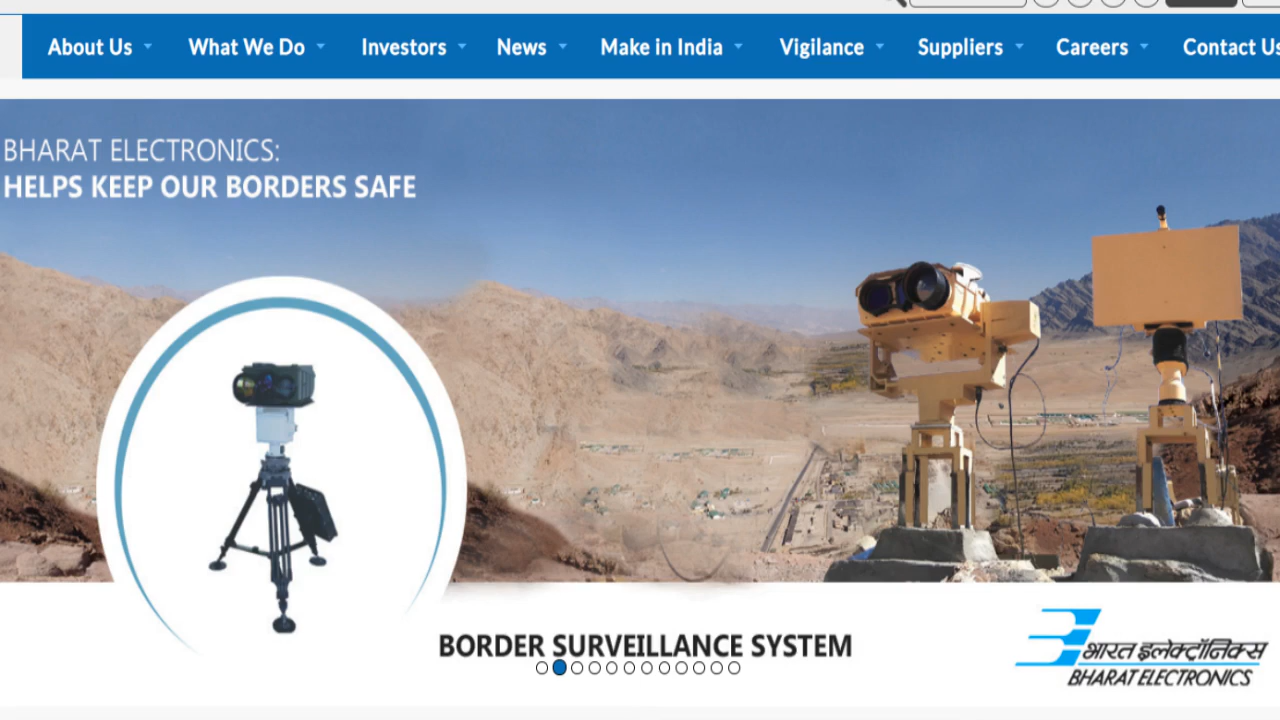 About Us What We Do Investors News Make in India Vigilance Suppliers Careers Contact Us
BHARAT ELECTRONICS:
HELPS KEEP OUR BORDERS SAFE
BORDER SURVEILLANCE SYSTEM
भारत इलेक्ट्रॉनिक्स
BHARAT ELECTRONICS